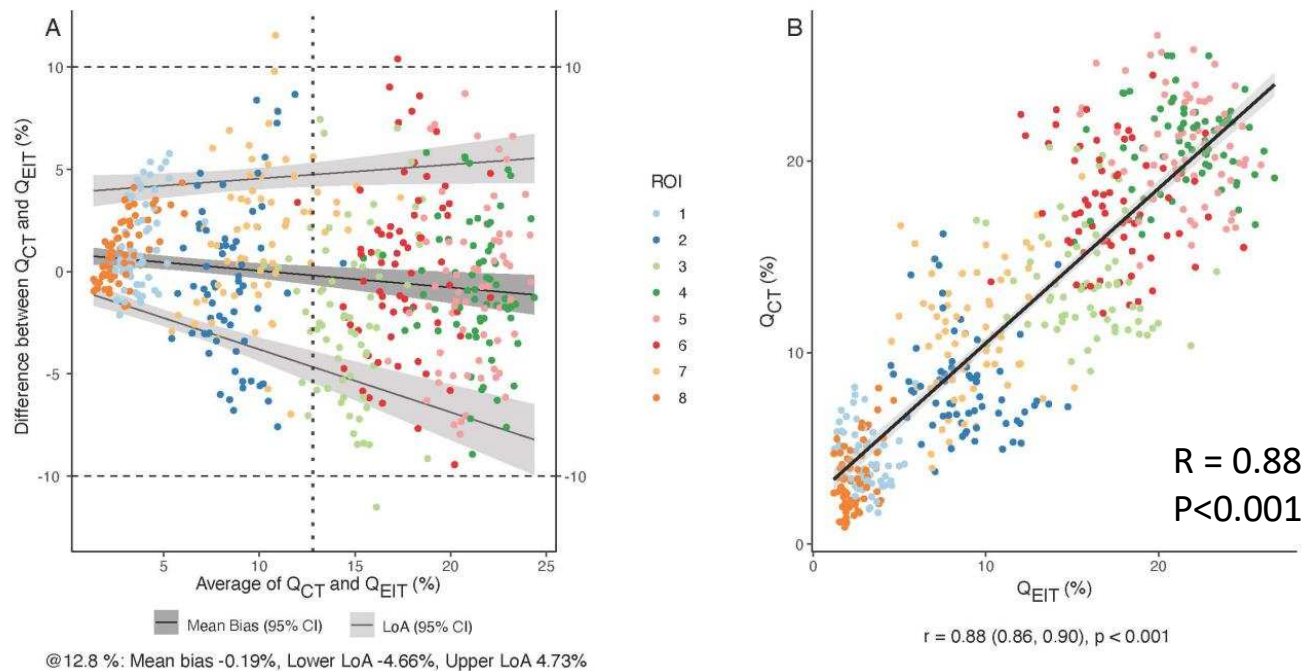 A
Difference between QCT and QEIT (%)
10
5
0
-5
-10
10
-10
5
10
15
20
25
Average of QCT and QEIT (%)
Mean Bias (95% CI)
LoA (95% CI)
@12.8 %: Mean bias -0.19%, Lower LoA -4.66%, Upper LoA 4.73%
ROI
1
2
3
4
5
6
7
8
B
QCT (%)
20
10
0
0
10
20
QEIT (%)
R = 0.88
P<0.001
r = 0.88 (0.86, 0.90), p < 0.001